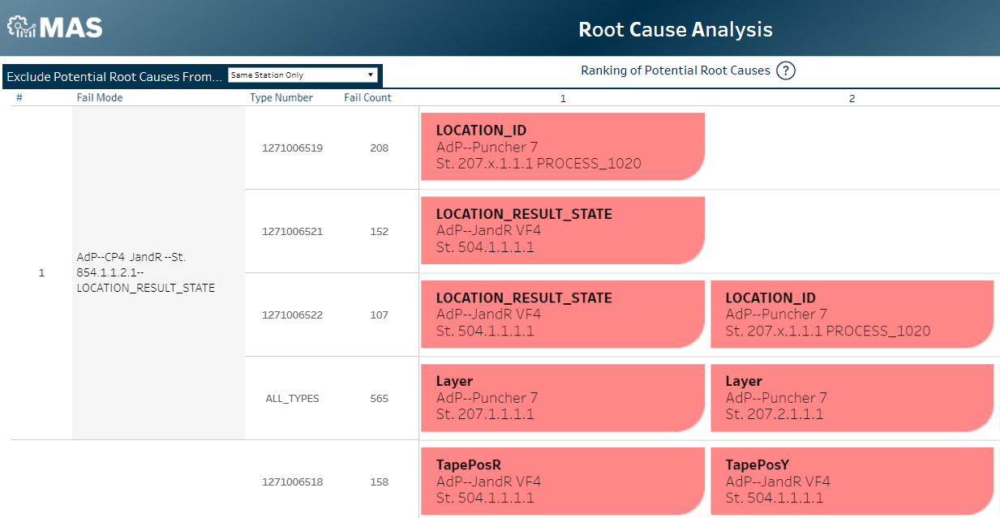 MAS
Root Cause Analysis
Exclude Potential Root Causes From... Same Station Only
Ranking of Potential Root Causes ?
# Fail Mode Type Number Fail Count 1 2
1
AdP--CP4 JandR --St.
854.1.1.2.1--
LOCATION_RESULT_STATE
1271006519 208
LOCATION_ID
AdP--Puncher 7
St. 207.x.1.1.1 PROCESS_1020
1271006521 152
LOCATION_RESULT_STATE
AdP--JandR VF4
St. 504.1.1.1.1
1271006522 107
LOCATION_RESULT_STATE
AdP--JandR VF4
St. 504.1.1.1.1
LOCATION_ID
AdP--Puncher 7
St. 207.x.1.1.1 PROCESS_1020
ALL_TYPES 565
Layer
AdP--Puncher 7
St. 207.1.1.1.1
Layer
AdP--Puncher 7
St. 207.2.1.1.1
1271006518 158
TapePosR
AdP--JandR VF4
St. 504.1.1.1.1
TapePosY
AdP--JandR VF4
St. 504.1.1.1.1